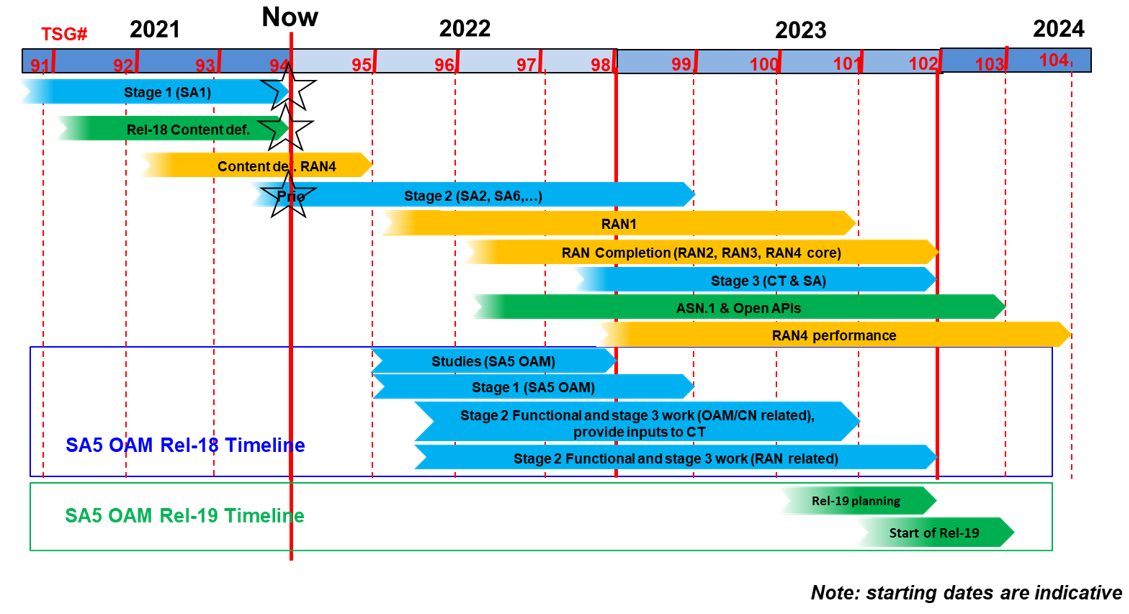 Now
2021
2022
2023
2024
TSG#
91
92
93
94
95
96
97
98
99
100
101
102
103
104
Stage 1 (SA1)
Rel-18 Content def.
Content de . RAN4
Prio
Stage 2 (SA2, SA6,…)
RAN1
RAN Completion (RAN2, RAN3, RAN4 core)
Stage 3 (CT & SA)
ASN.1 & Open APIs
RAN4 performance
Studies (SA5 OAM)
Stage 1 (SA5 OAM)
Stage 2 Functional and stage 3 work (OAM/CN related),
provide inputs to CT
SA5 OAM Rel-18 Timeline
Stage 2 Functional and stage 3 work (RAN related)
Rel-19 planning
SA5 OAM Rel-19 Timeline
Start of Rel-19
Note: starting dates are indicative